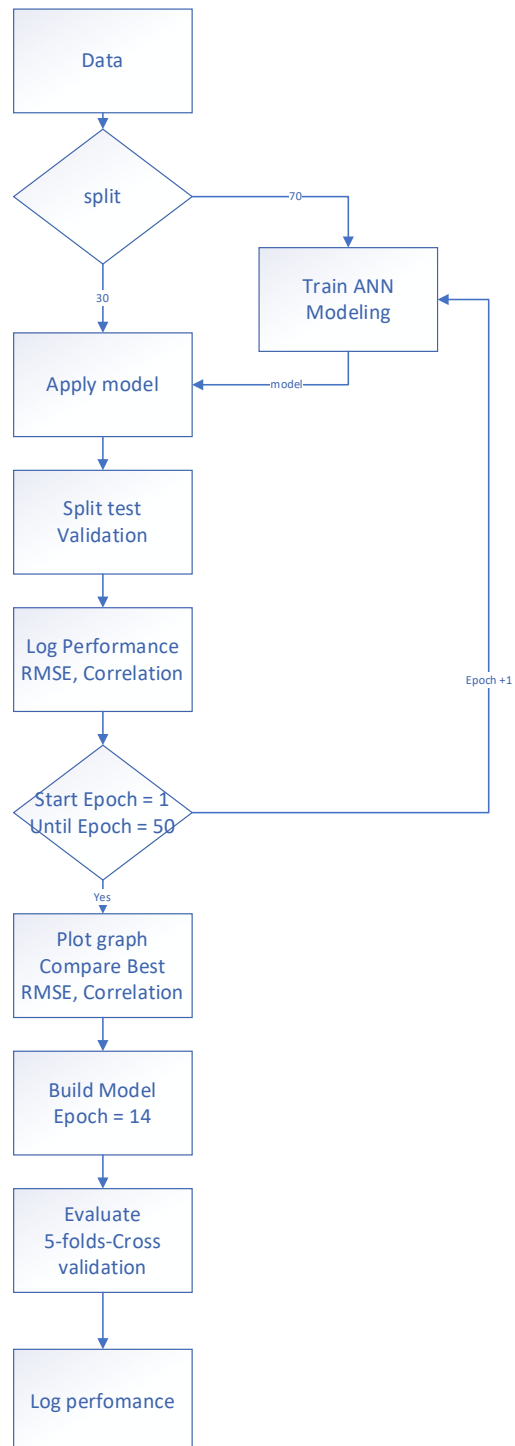 Data
split
70
30
Train ANN
Modeling
Apply model
model
Split test
Validation
Log Performance
RMSE, Correlation
Epoch +1
Start Epoch = 1
Until Epoch = 50
Yes
Plot graph
Compare Best
RMSE, Correlation
Build Model
Epoch = 14
Evaluate
5-folds-Cross
validation
Log perfomance